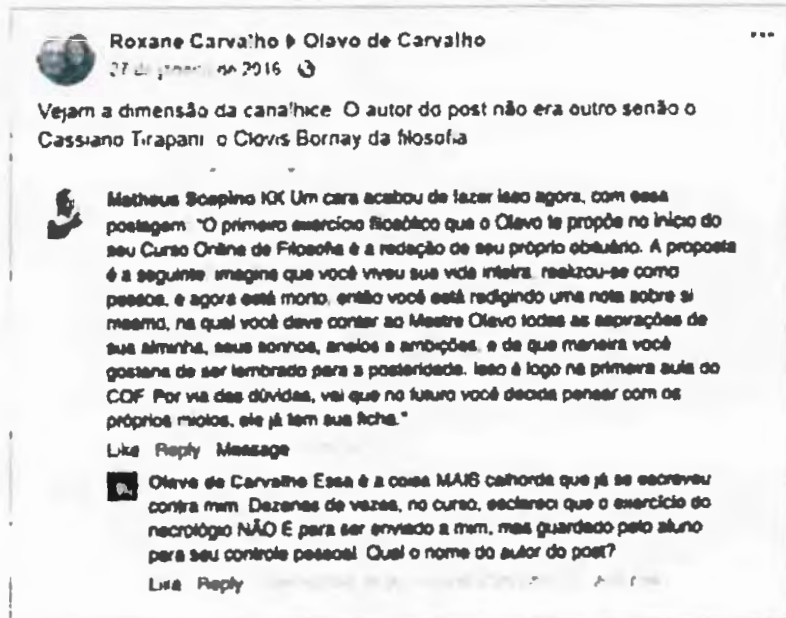 Roxane Carvalho ▶ Olavo de Carvalho
27 de janeiro de 2016
Vejam a dimensão da canalhice O autor do post não era outro senão o
Cassiano Tirapani o Clovis Bornay da filosofia
Matheus Scopino KK Um cara acabou de fazer isso agora, com essa
postagem: "O primeiro exercício filosófico que o Olavo te propõe no início do
seu Curso Online de Filosofia é a redação de seu próprio obituário. A proposta
é a seguinte: imagine que você viveu sua vida inteira, realizou-se como
pessoa, e agora está morto, então você está redigindo uma nota sobre si
mesmo, na qual você deve contar ao Mestre Olavo todas as aspirações de
sua alminha, seus sonhos, anelos e ambições, e de que maneira você
gostaria de ser lembrado para a posteridade. Isso é logo na primeira aula do
COF. Por via das dúvidas, vai que no futuro você decida pensar com os
próprios miolos, ele já tem sua ficha."
Like Reply Message
Olavo de Carvalho Essa é a coisa MAIS calhorda que já se escreveu
contra mim. Dezenas de vezes, no curso, esclareci que o exercício do
necrológio NÃO É para ser enviado a mim, mas guardado pelo aluno
para seu controle pessoal. Qual o nome do autor do post?
Like Reply